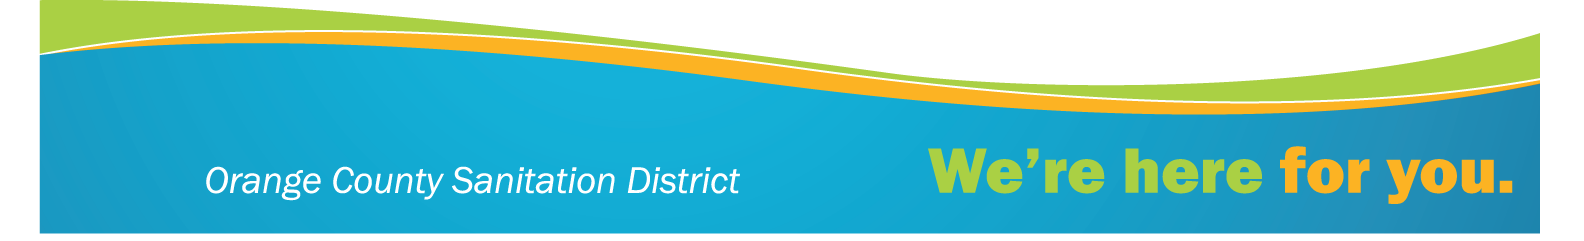 Orange County Sanitation District
We're here for you.